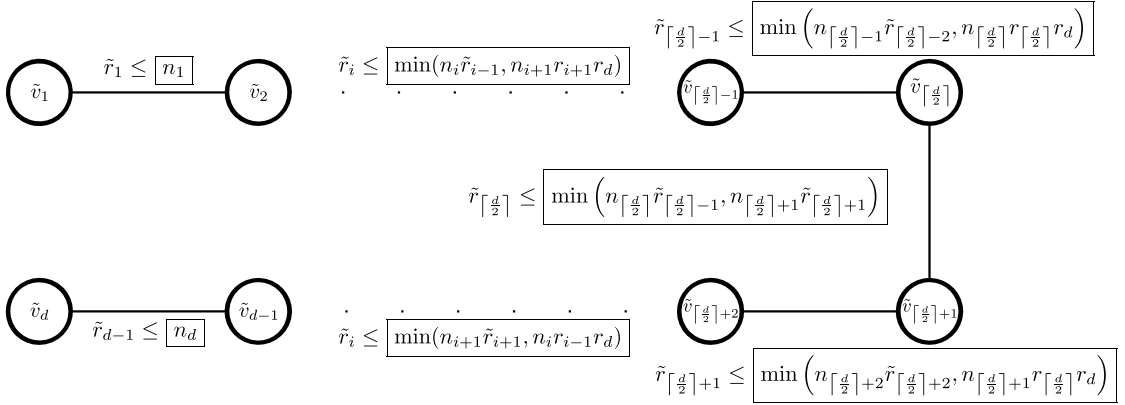 r̃_{⌈d/2⌉−1} ≤ min(n_{⌈d/2⌉−1} r̃_{⌈d/2⌉−2}, n_{⌈d/2⌉} r_{⌈d/2⌉} r_d)
r̃_1 ≤ n_1
r̃_i ≤ min(n_i r̃_{i−1}, n_{i+1} r_{i+1} r_d)
ṽ_1
ṽ_2
. . . . . .
ṽ_{⌈d/2⌉−1}
ṽ_{⌈d/2⌉}
r̃_{⌈d/2⌉} ≤ min(n_{⌈d/2⌉} r̃_{⌈d/2⌉−1}, n_{⌈d/2⌉+1} r̃_{⌈d/2⌉+1})
ṽ_d
ṽ_{d−1}
. . . . . .
ṽ_{⌈d/2⌉+2}
ṽ_{⌈d/2⌉+1}
r̃_{d−1} ≤ n_d
r̃_i ≤ min(n_{i+1} r̃_{i+1}, n_i r_{i−1} r_d)
r̃_{⌈d/2⌉+1} ≤ min(n_{⌈d/2⌉+2} r̃_{⌈d/2⌉+2}, n_{⌈d/2⌉+1} r_{⌈d/2⌉} r_d)